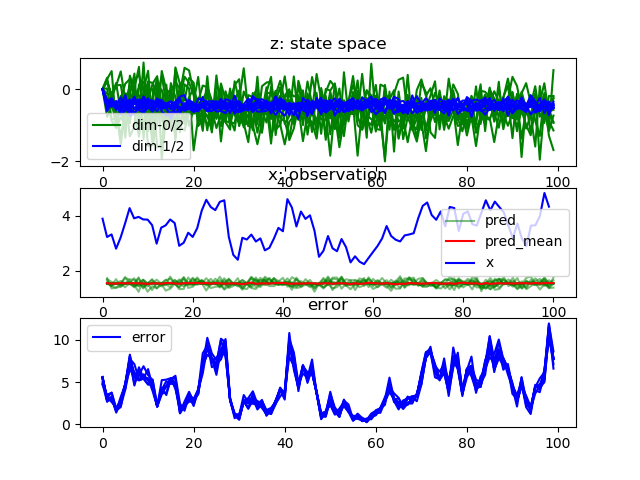 z: state space
0
−2
dim-0/2
dim-1/2
0 20 40 60 80 100
x: observation
4
2
pred
pred_mean
x
0 20 40 60 80 100
error
10
5
0
error
0 20 40 60 80 100